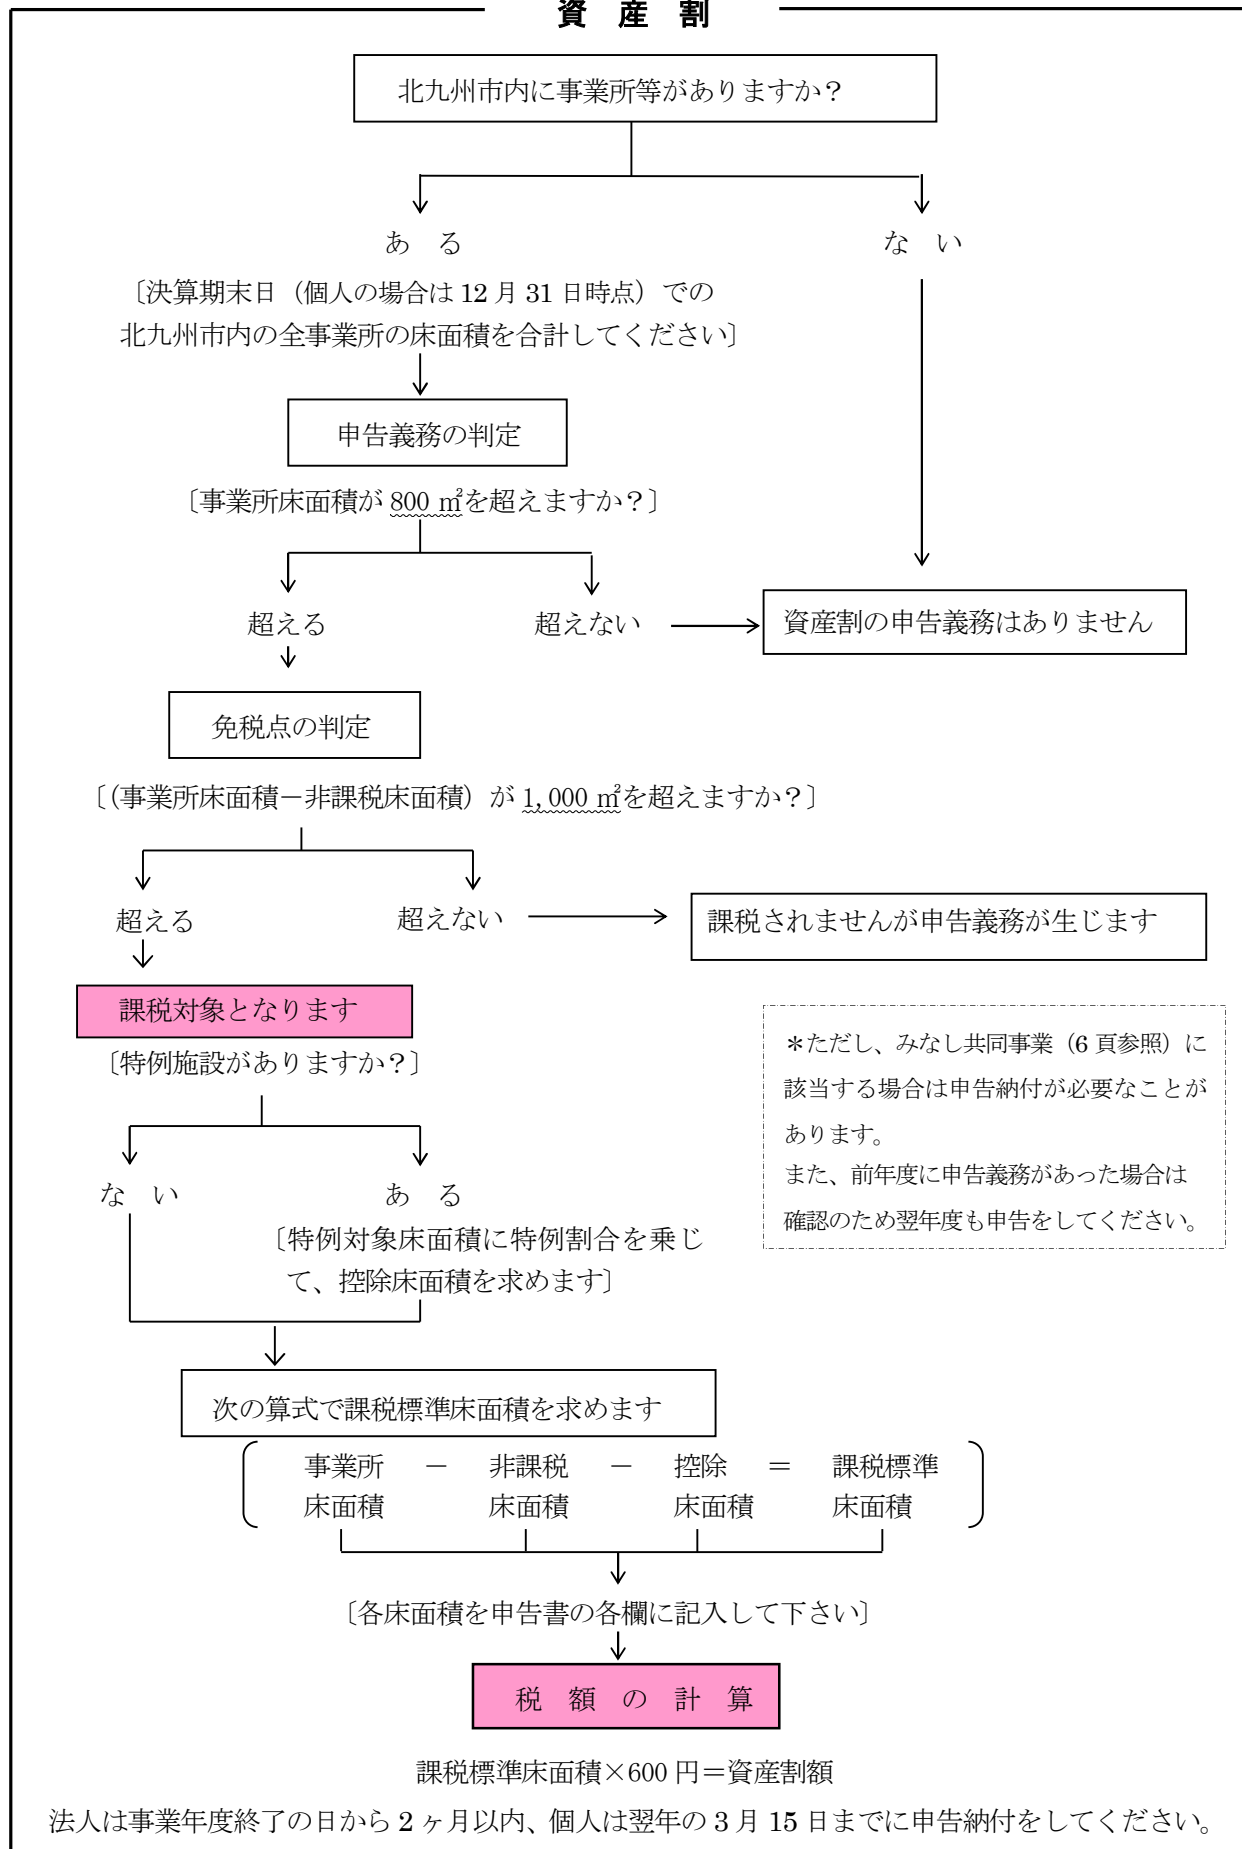 資 産 割
北九州市内に事業所等がありますか？
あ る
な い
〔決算期末日（個人の場合は 12 月 31 日時点）での
北九州市内の全事業所の床面積を合計してください〕
申告義務の判定
〔事業所床面積が 800 ㎡を超えますか？〕
超える
超えない
資産割の申告義務はありません
免税点の判定
〔(事業所床面積－非課税床面積）が 1,000 ㎡を超えますか？〕
超える
超えない
課税されませんが申告義務が生じます
課税対象となります
〔特例施設がありますか？〕
＊ただし、みなし共同事業（6 頁参照）に
該当する場合は申告納付が必要なことが
あります。
また、前年度に申告義務があった場合は
確認のため翌年度も申告をしてください。
な い
あ る
〔特例対象床面積に特例割合を乗じ
て、控除床面積を求めます〕
次の算式で課税標準床面積を求めます
事業所 － 非課税 － 控除 ＝ 課税標準
床面積 床面積 床面積 床面積
〔各床面積を申告書の各欄に記入して下さい〕
税 額 の 計 算
課税標準床面積×600 円＝資産割額
法人は事業年度終了の日から 2 ヶ月以内、個人は翌年の 3 月 15 日までに申告納付をしてください。